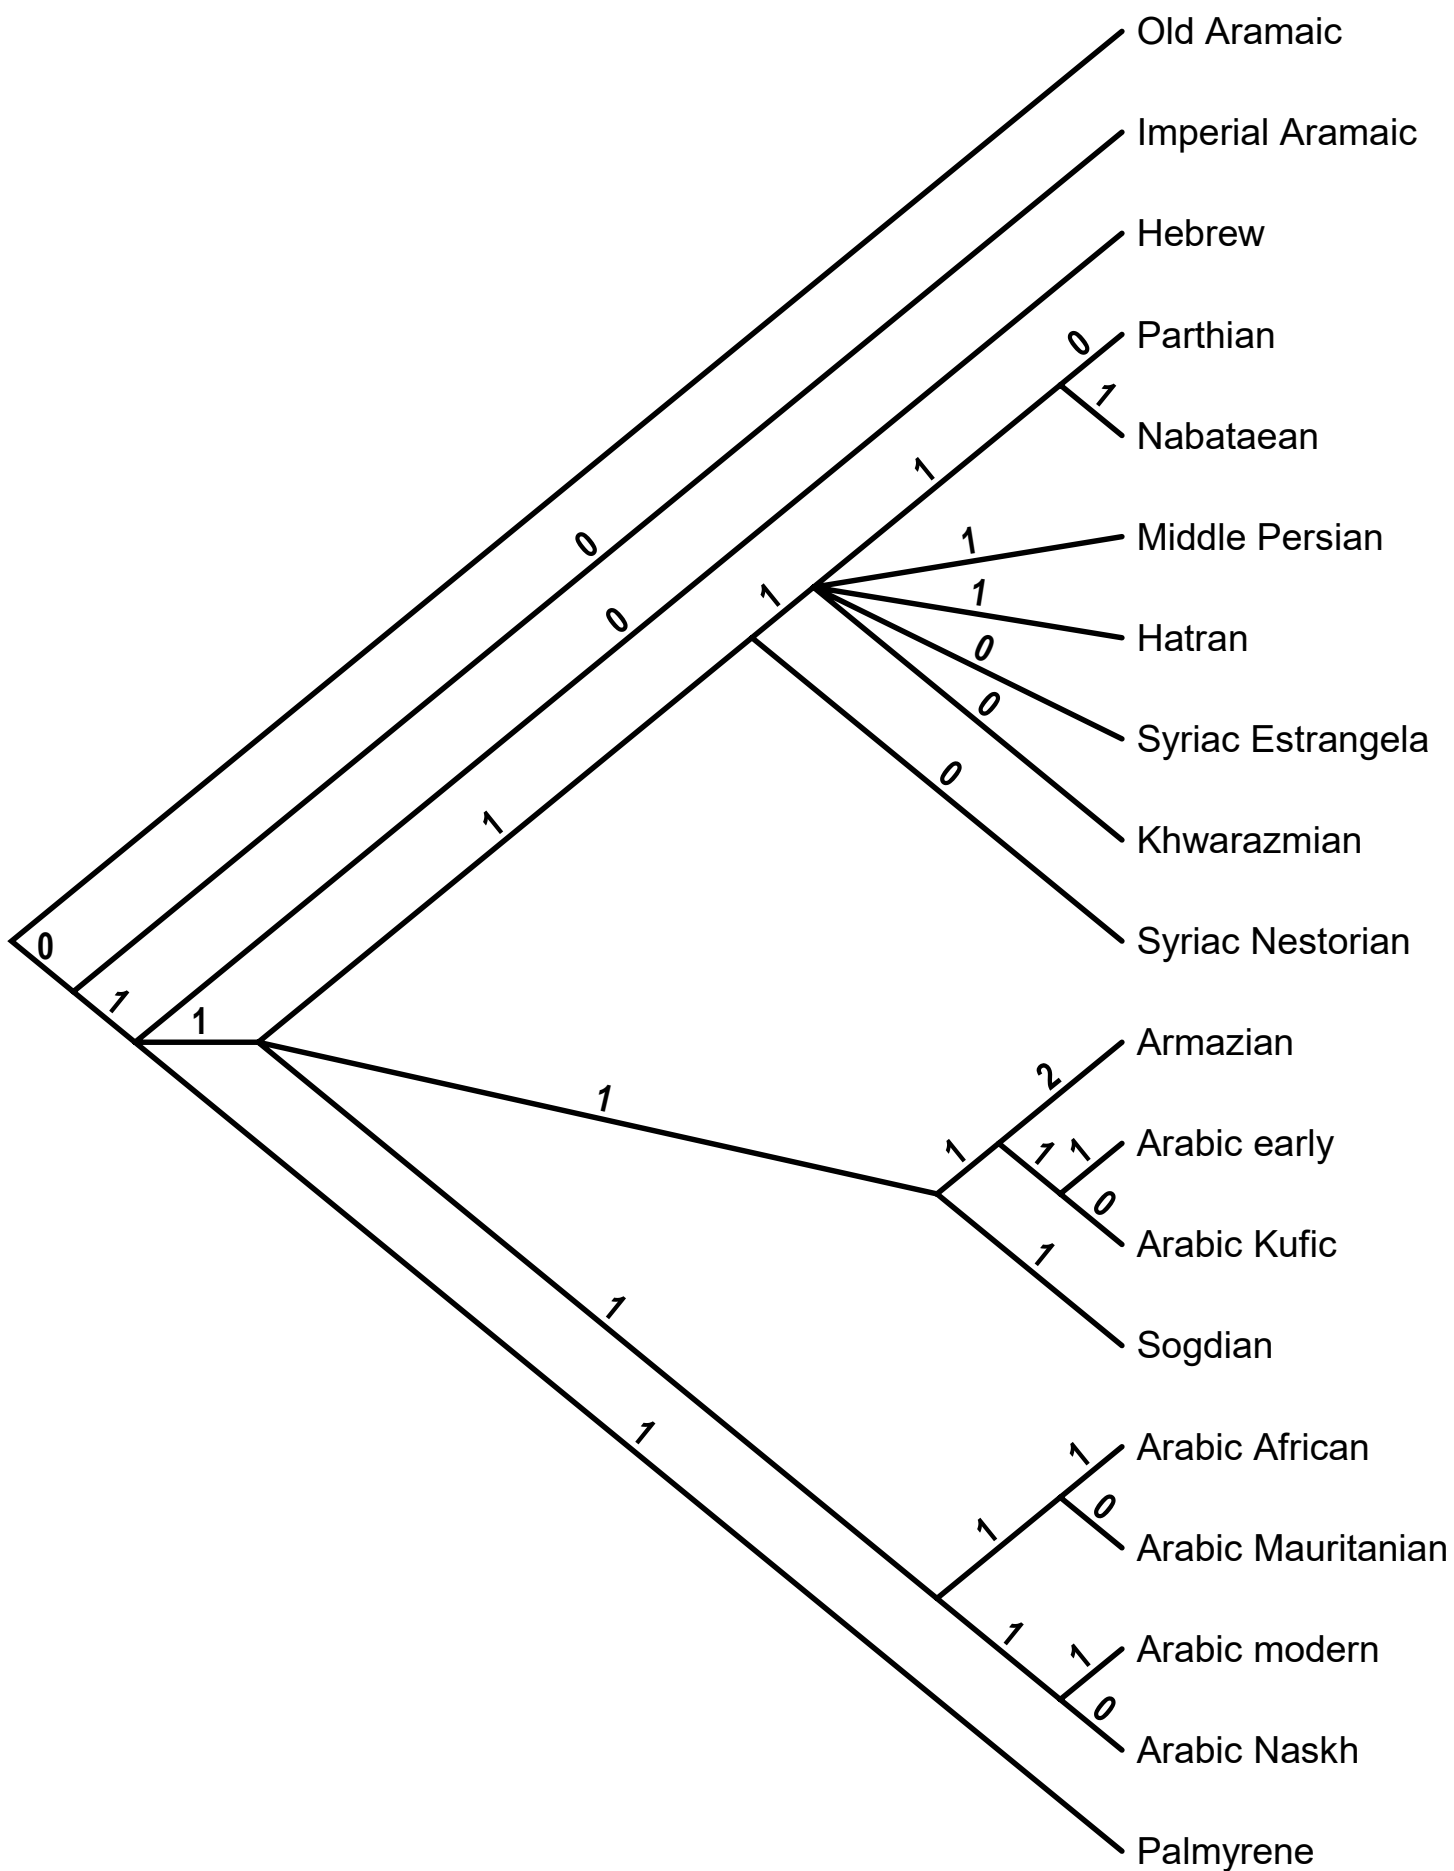 Old Aramaic
Imperial Aramaic
Hebrew
0
Parthian
1
Nabataean
1
1
Middle Persian
0
1
1
Hatran
0
0
Syriac Estrangela
0
0
1
Khwarazmian
0
Syriac Nestorian
1
1
2
Armazian
1
1
1
1
Arabic early
0
Arabic Kufic
1
Sogdian
1
1
1
Arabic African
0
1
Arabic Mauritanian
1
1
Arabic modern
0
Arabic Naskh
Palmyrene